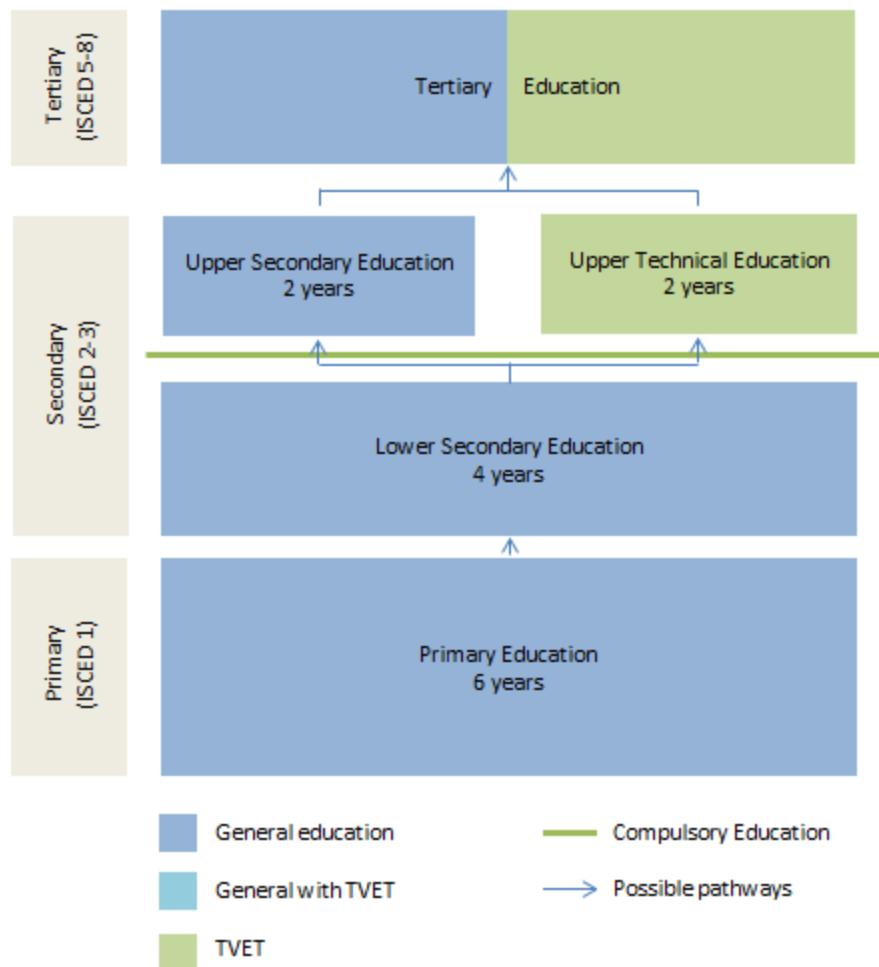 Tertiary
(ISCED 5-8)
Tertiary Education
Secondary
(ISCED 2-3)
Upper Secondary Education
2 years
Upper Technical Education
2 years
Lower Secondary Education
4 years
Primary
(ISCED 1)
Primary Education
6 years
General education
Compulsory Education
General with TVET
Possible pathways
TVET